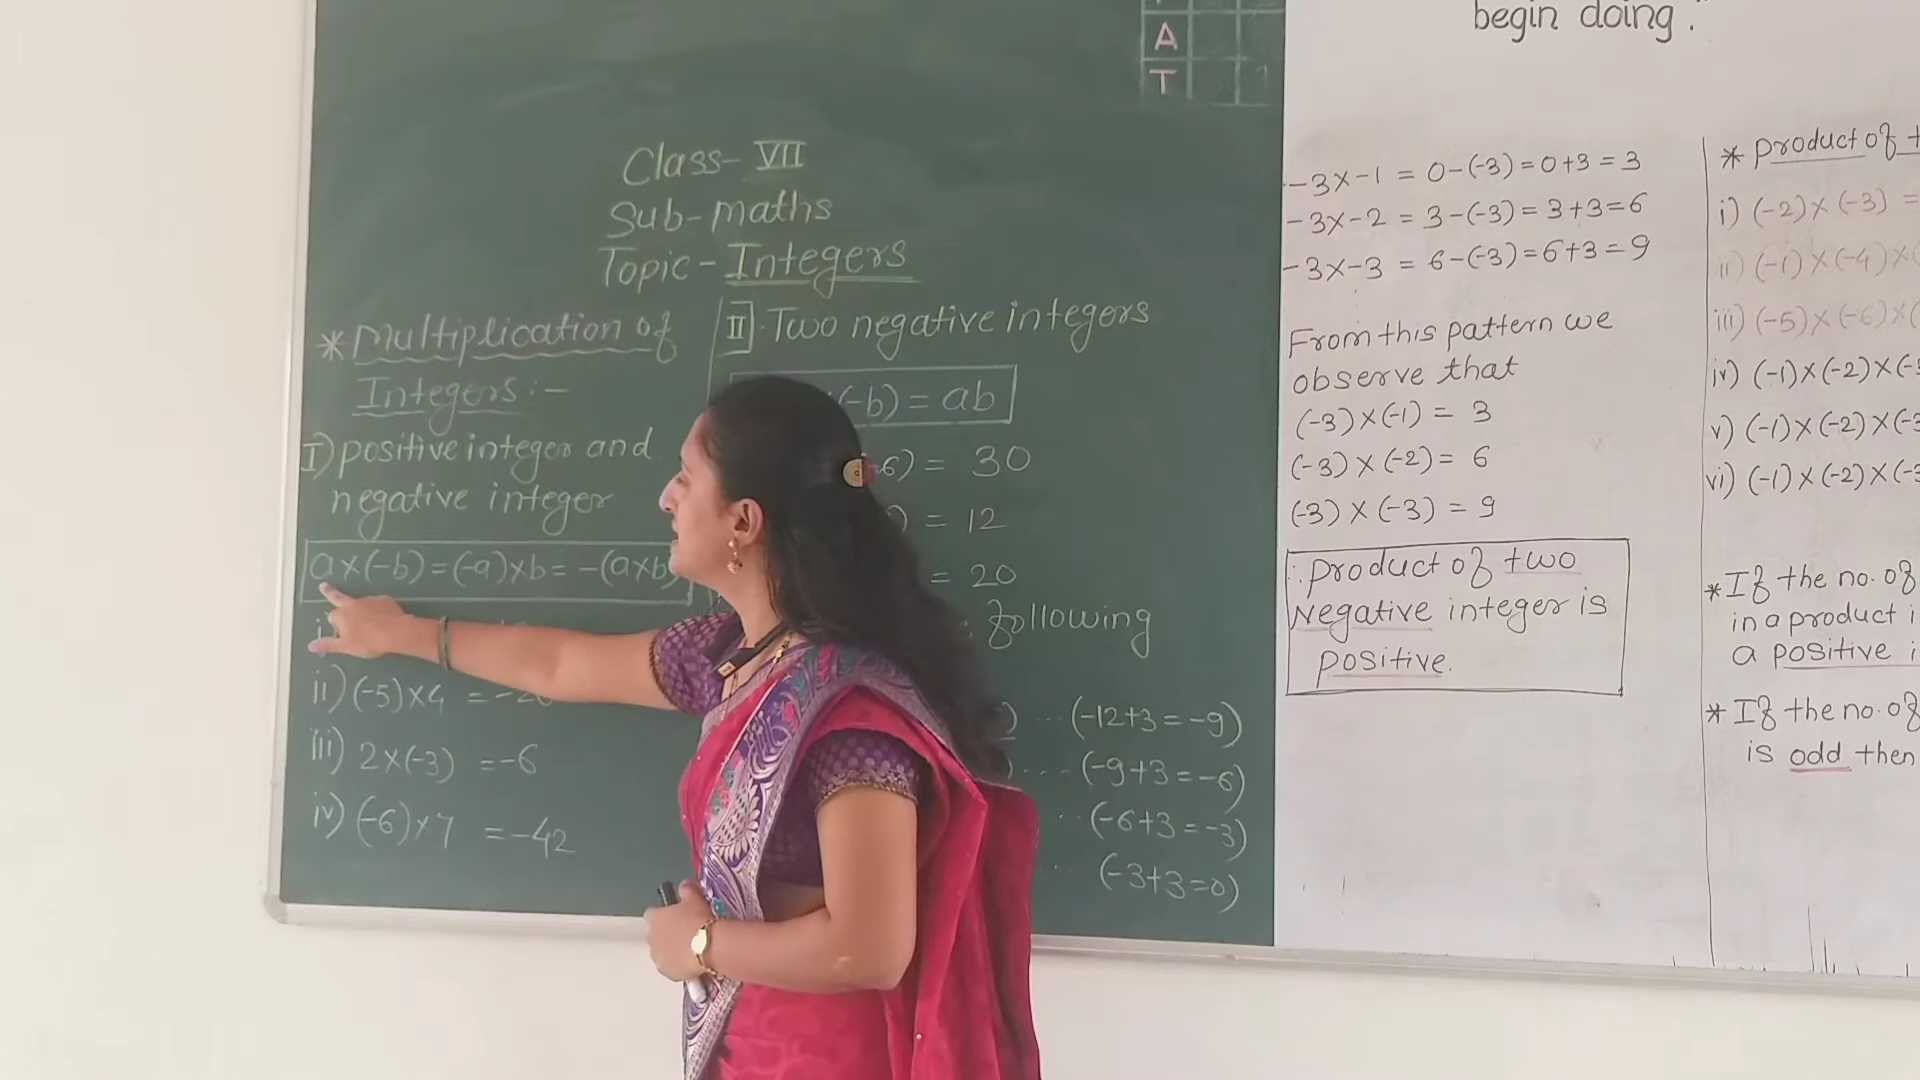 A
T
Class- VII
Sub-maths
Topic-Integers
* Multiplication of
Integers:-
I) positive integer and
negative integer
a×(-b)=(-a)×b=-(a×b)
ii) (-5)×4 =-20
iii) 2×(-3) =-6
iv) (-6)×7 =-42
II]. Two negative integers
(-b)=ab
6) = 30
) = 12
= 20
following
) ... (-12+3=-9)
) ... (-9+3=-6)
.. (-6+3=-3)
.. (-3+3=0)
begin doing."
-3×-1 = 0-(-3)=0+3=3
-3×-2 = 3-(-3)=3+3=6
-3×-3 = 6-(-3)=6+3=9
From this pattern we
observe that
(-3)×(-1) = 3
(-3)×(-2)= 6
(-3)×(-3) = 9
∴ product of two
Negative integer is
positive.
* product of
i) (-2)×(-3) =
ii) (-1)×(-4)×(
iii) (-5)×(-6)×(
iv) (-1)×(-2)×(-
v) (-1)×(-2)×(-3
vi) (-1)×(-2)×(-3
*If the no. of
in a product i
a positive i
* If the no. of
is odd then